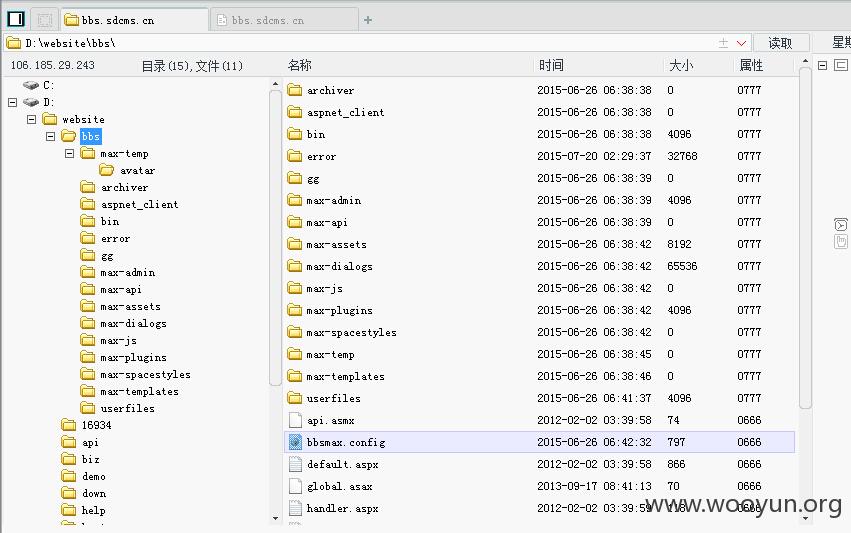 bbs.sdcms.cn
bbs.sdcms.cn
D:\website\bbs\
读取
106.185.29.243
目录(15),文件(11)
名称
时间
大小
属性
C:
D:
website
bbs
max-temp
avatar
archiver
aspnet_client
bin
error
gg
max-admin
max-api
max-assets
max-dialogs
max-js
max-plugins
max-spacestyles
max-templates
userfiles
16934
api
biz
demo
down
help
archiver 2015-06-26 06:38:38 0 0777
aspnet_client 2015-06-26 06:38:38 0 0777
bin 2015-06-26 06:38:38 4096 0777
error 2015-07-20 02:29:37 32768 0777
gg 2015-06-26 06:38:39 0 0777
max-admin 2015-06-26 06:38:39 4096 0777
max-api 2015-06-26 06:38:39 0 0777
max-assets 2015-06-26 06:38:42 8192 0777
max-dialogs 2015-06-26 06:38:42 65536 0777
max-js 2015-06-26 06:38:42 0 0777
max-plugins 2015-06-26 06:38:42 4096 0777
max-spacestyles 2015-06-26 06:38:42 0 0777
max-temp 2015-06-26 06:38:45 0 0777
max-templates 2015-06-26 06:38:46 0 0777
userfiles 2015-06-26 06:41:37 4096 0777
api.asmx 2012-02-02 03:39:58 74 0666
bbsmax.config 2015-06-26 06:42:32 797 0666
default.aspx 2012-02-02 03:39:58 866 0666
global.asax 2013-09-17 08:41:13 70 0666
handler.aspx 2012-02-02 03:39:59 0666
www.wooyun.org